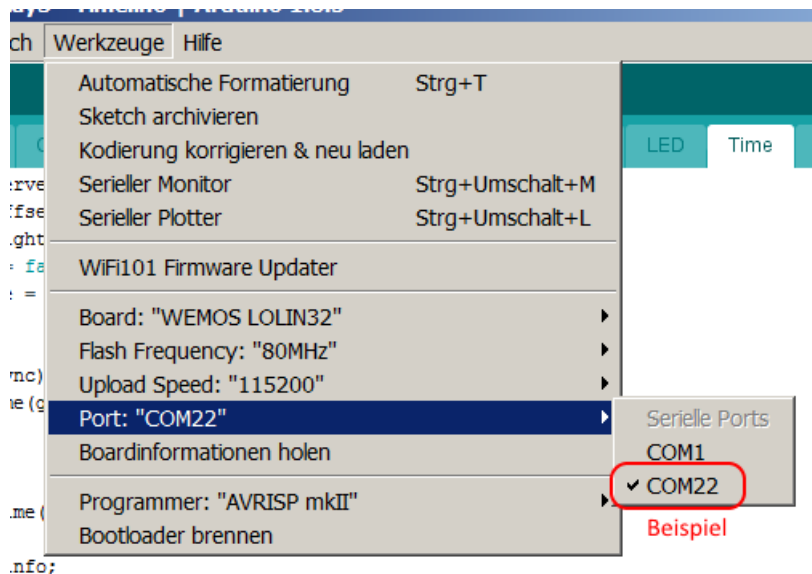 Werkzeuge Hilfe
Automatische Formatierung Strg+T
Sketch archivieren
Kodierung korrigieren & neu laden
Serieller Monitor Strg+Umschalt+M
Serieller Plotter Strg+Umschalt+L
WiFi101 Firmware Updater
Board: "WEMOS LOLIN32"
Flash Frequency: "80MHz"
Upload Speed: "115200"
Port: "COM22"
Boardinformationen holen
Programmer: "AVRISP mkII"
Bootloader brennen
LED Time
Serielle Ports
COM1
COM22
Beispiel